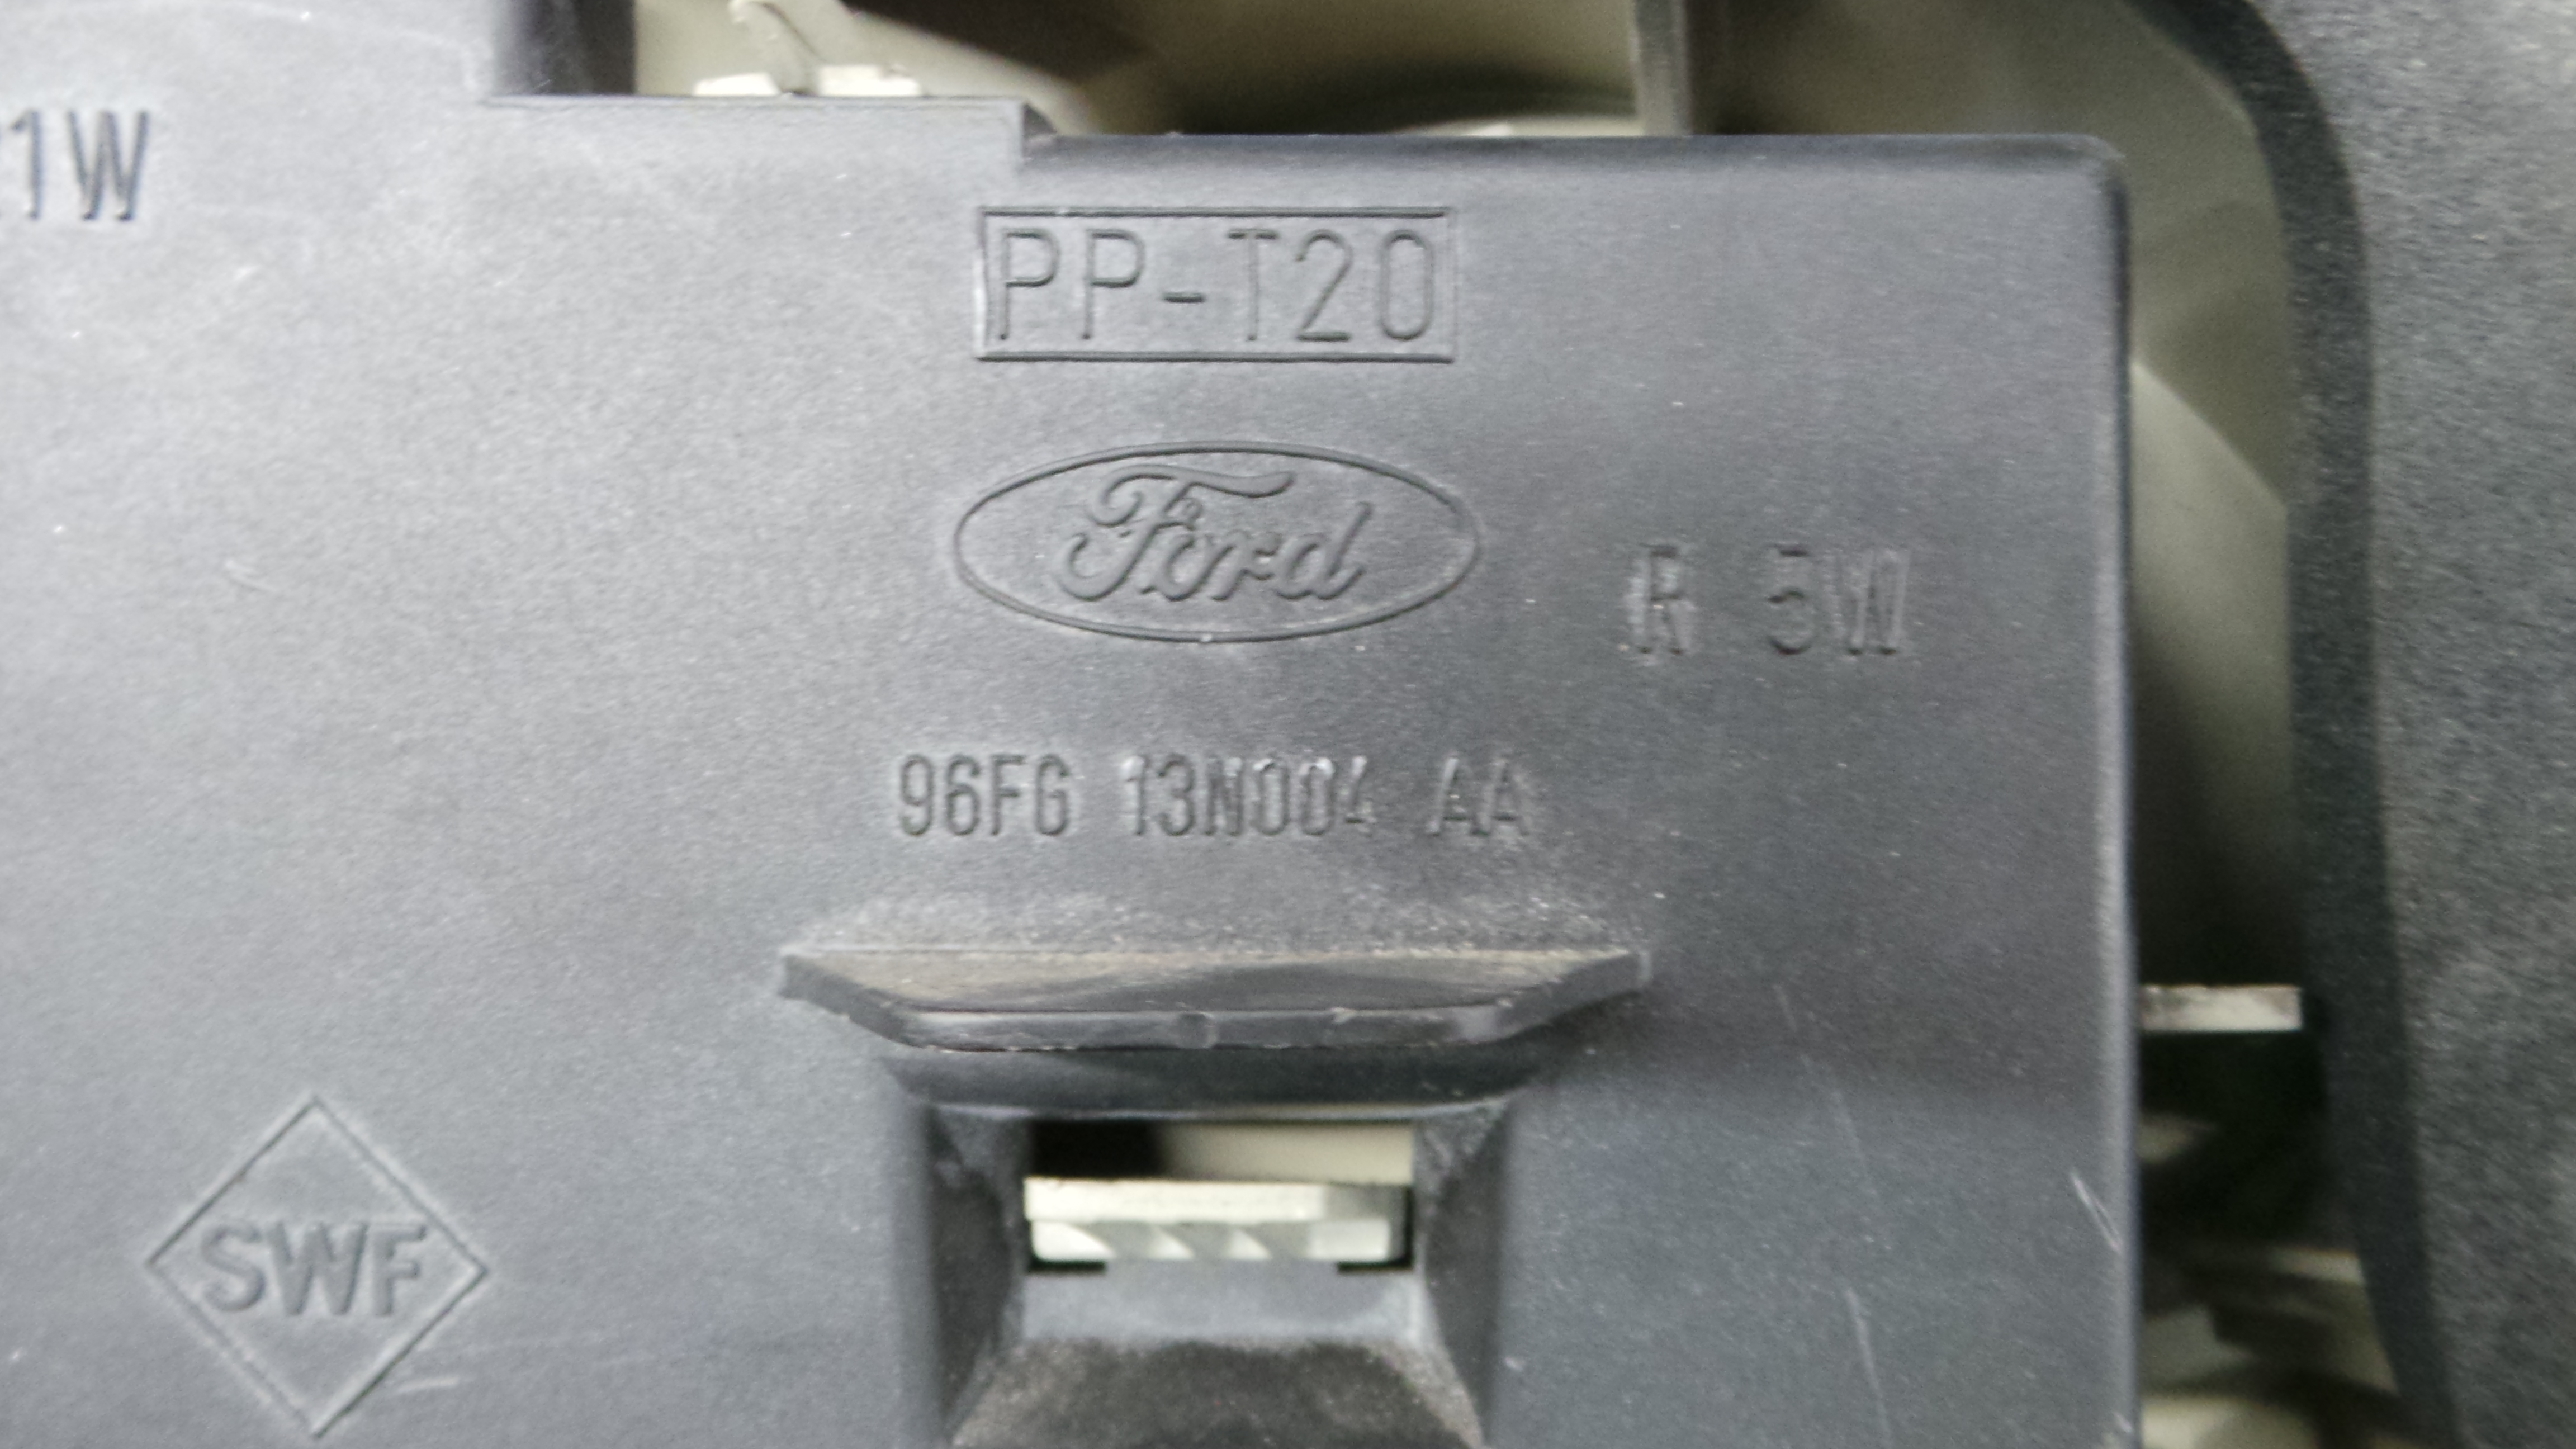 1W
PP-T20
Ford
R 5W
96FG 13N004 AA
SWF